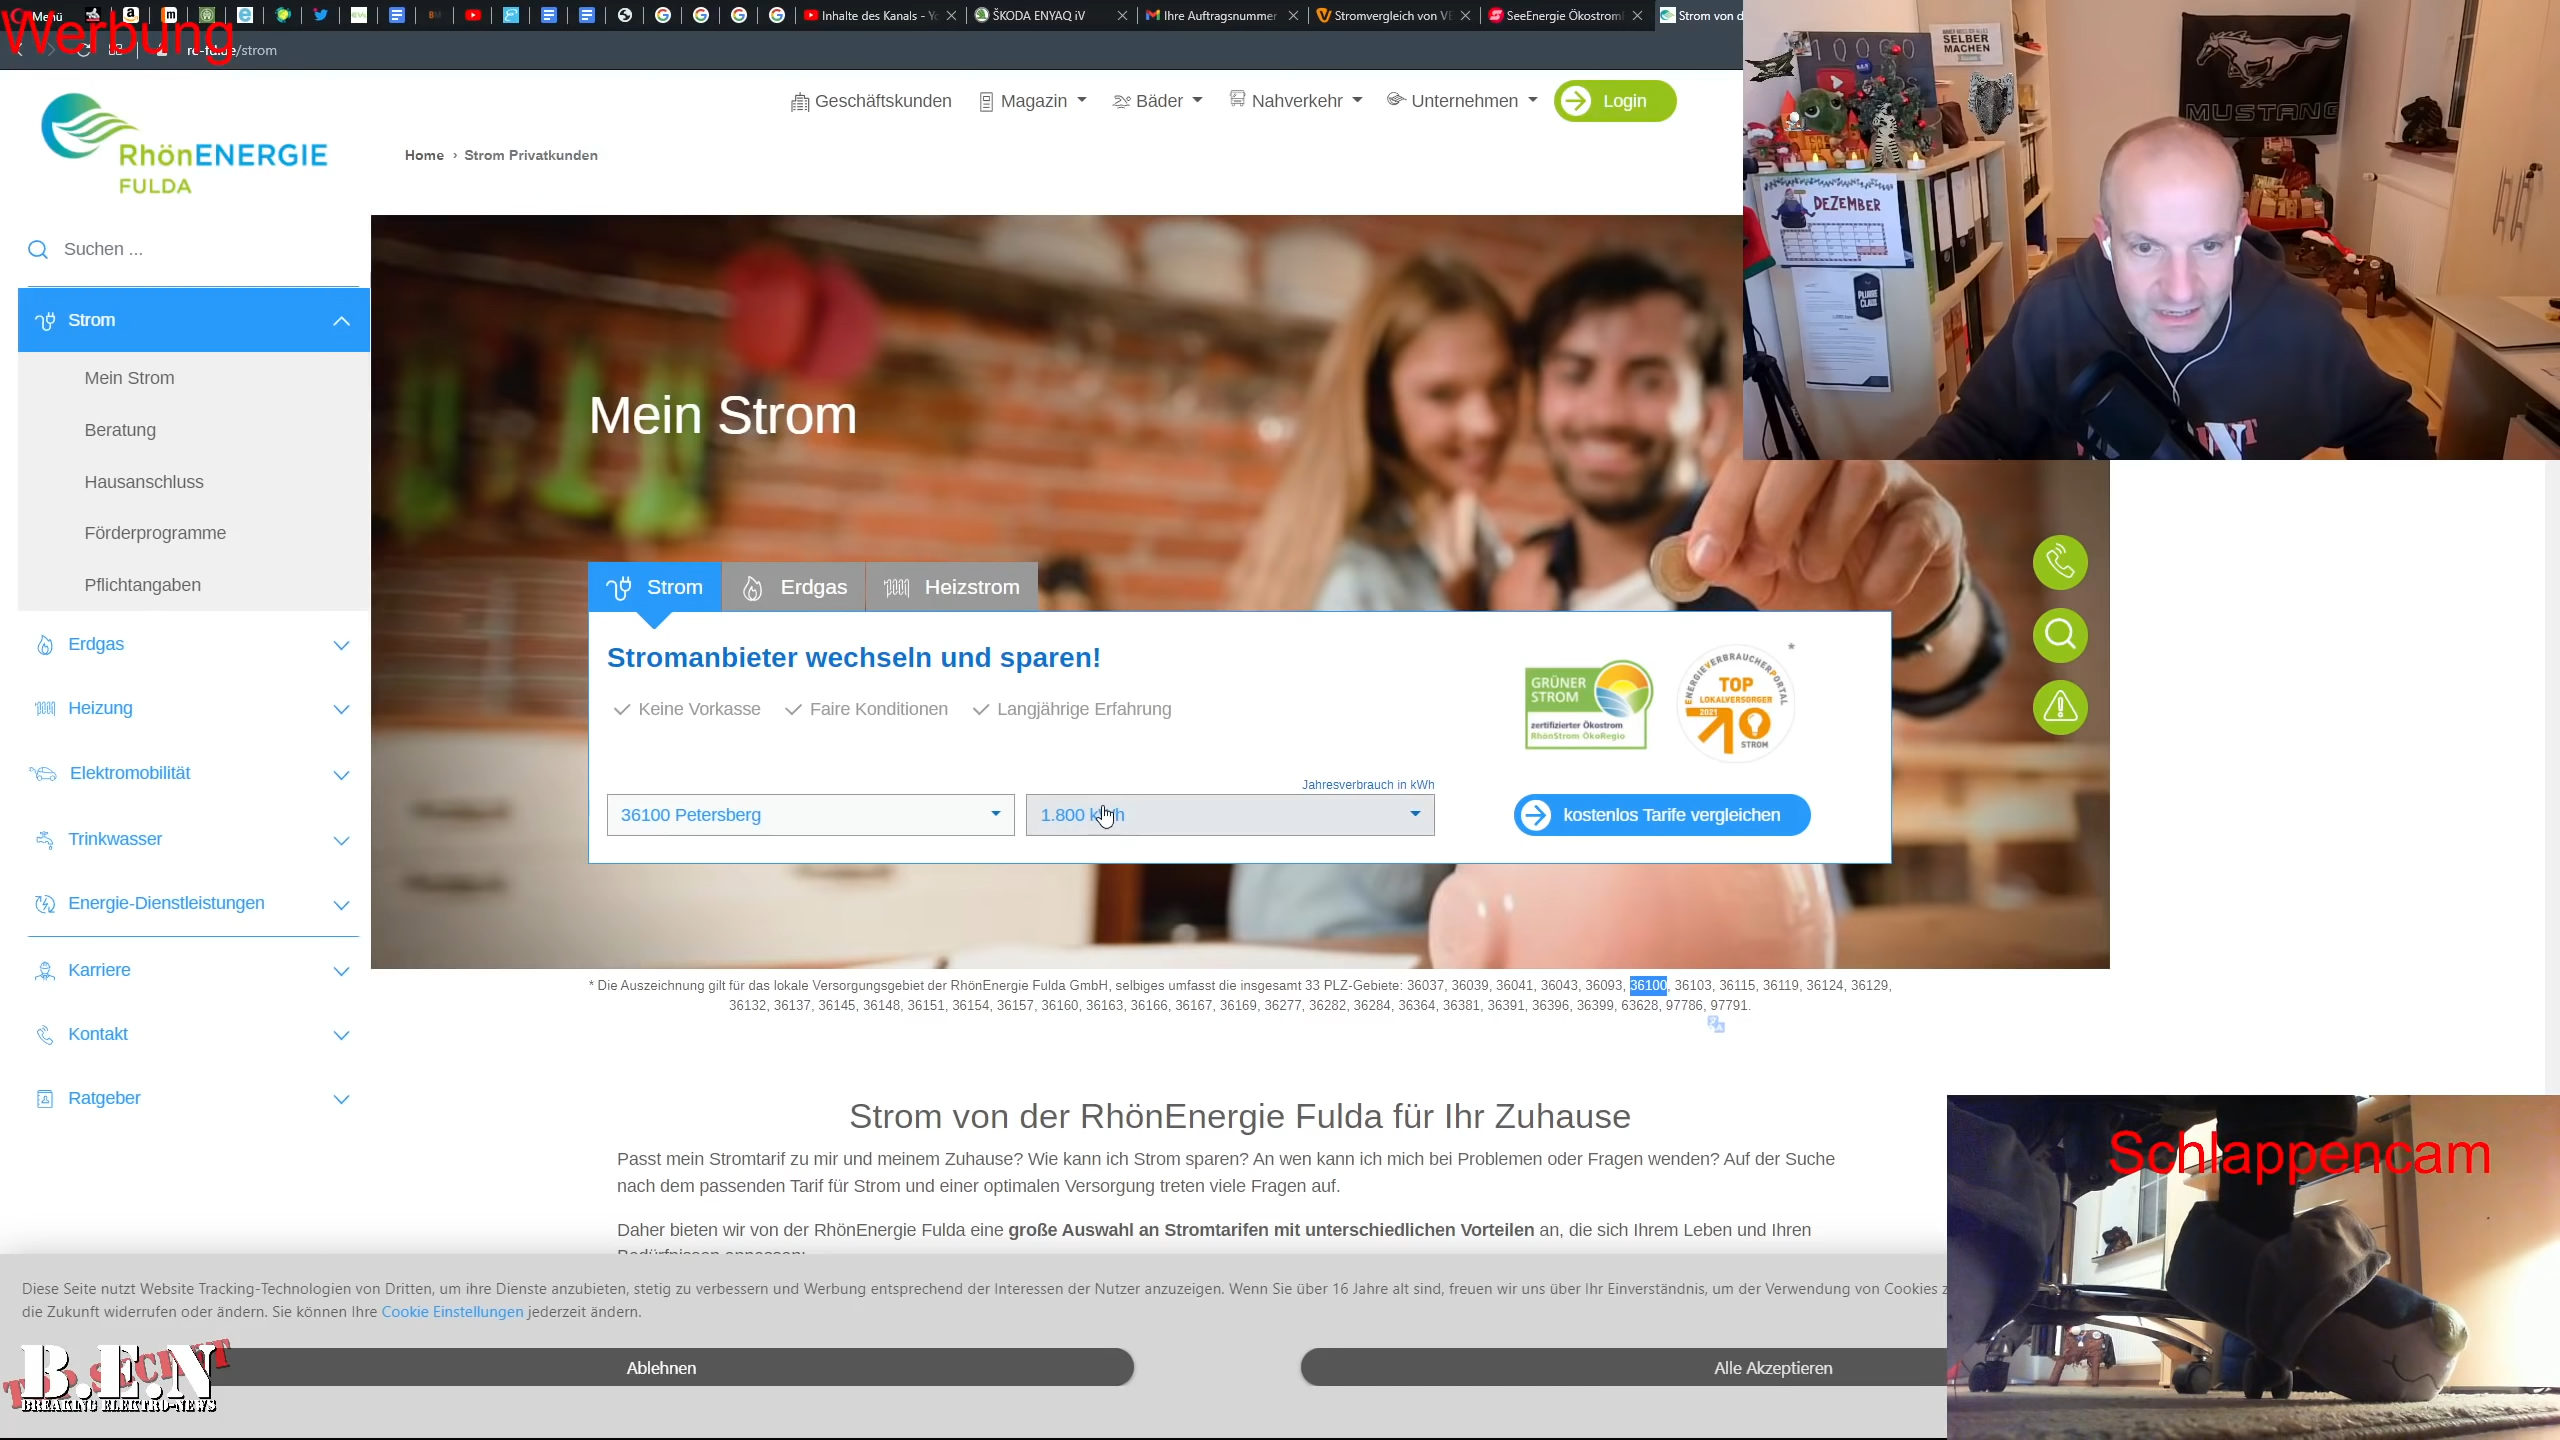 Menü
Inhalte des Kanals - Yo
ŠKODA ENYAQ iV
Ihre Auftragsnummer
Stromvergleich von VE
SeeEnergie Ökostrom
Strom von d
Werbung
/strom
RhönENERGIE
FULDA
Geschäftskunden
Magazin
Bäder
Nahverkehr
Unternehmen
Login
Home › Strom Privatkunden
Suchen ...
Strom
Mein Strom
Beratung
Hausanschluss
Förderprogramme
Pflichtangaben
Erdgas
Heizung
Elektromobilität
Trinkwasser
Energie-Dienstleistungen
Karriere
Kontakt
Ratgeber
Mein Strom
Strom
Erdgas
Heizstrom
Stromanbieter wechseln und sparen!
Keine Vorkasse
Faire Konditionen
Langjährige Erfahrung
GRÜNER
STROM
zertifizierter Ökostrom
RhönStrom ÖkoRegio
ENERGIEVERBRAUCHERPORTAL
TOP
LOKALVERSORGER
2021
STROM
*
Jahresverbrauch in kWh
36100 Petersberg
1.800 kWh
kostenlos Tarife vergleichen
* Die Auszeichnung gilt für das lokale Versorgungsgebiet der RhönEnergie Fulda GmbH, selbiges umfasst die insgesamt 33 PLZ-Gebiete: 36037, 36039, 36041, 36043, 36093, 36100, 36103, 36115, 36119, 36124, 36129,
36132, 36137, 36145, 36148, 36151, 36154, 36157, 36160, 36163, 36166, 36167, 36169, 36277, 36282, 36284, 36364, 36381, 36391, 36396, 36399, 63628, 97786, 97791.
Strom von der RhönEnergie Fulda für Ihr Zuhause
Passt mein Stromtarif zu mir und meinem Zuhause? Wie kann ich Strom sparen? An wen kann ich mich bei Problemen oder Fragen wenden? Auf der Suche
nach dem passenden Tarif für Strom und einer optimalen Versorgung treten viele Fragen auf.
Daher bieten wir von der RhönEnergie Fulda eine große Auswahl an Stromtarifen mit unterschiedlichen Vorteilen an, die sich Ihrem Leben und Ihren
Diese Seite nutzt Website Tracking-Technologien von Dritten, um ihre Dienste anzubieten, stetig zu verbessern und Werbung entsprechend der Interessen der Nutzer anzuzeigen. Wenn Sie über 16 Jahre alt sind, freuen wir uns über Ihr Einverständnis, um der Verwendung von Cookies z
die Zukunft widerrufen oder ändern. Sie können Ihre Cookie Einstellungen jederzeit ändern.
Ablehnen
Alle Akzeptieren
TOP SECRET
B.E.N
BREAKING ELEKTRO-NEWS
SELBER
MACHEN
10000
MUSTANG
DEZEMBER
Schlappencam